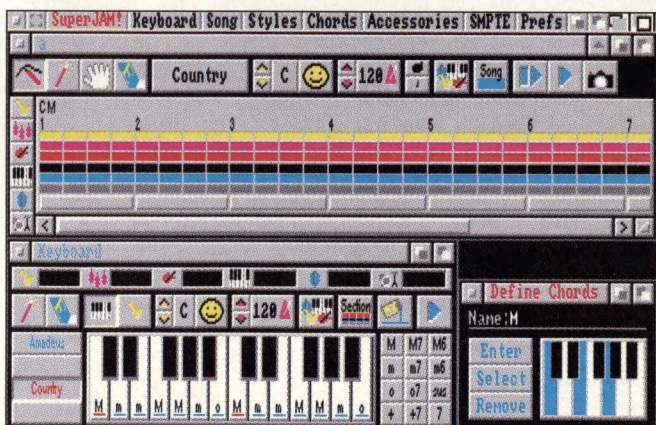 SuperJAM! Keyboard Song Styles Chords Accessories SMPTE Prefs
a
Country C 120 Song
CM
1 2 3 4 5 6 7
Keyboard
C 120 Section
Define Chords
Name:M
Enter
Select
Remove
Amadeus
Country
M M7 M6
m m7 m6
o o7 sus
+ +7 7
M m m M M m o M m m M M m o